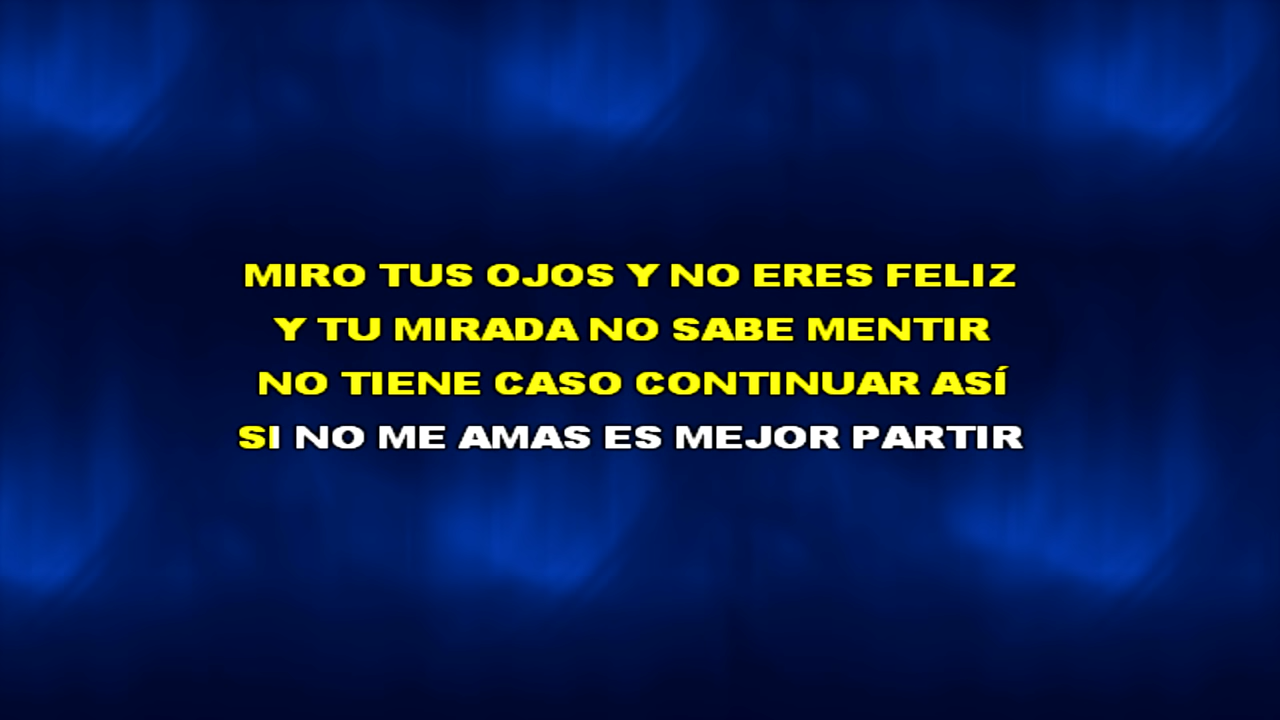 MIRO TUS OJOS Y NO ERES FELIZ
Y TU MIRADA NO SABE MENTIR
NO TIENE CASO CONTINUAR ASÍ
SI NO ME AMAS ES MEJOR PARTIR